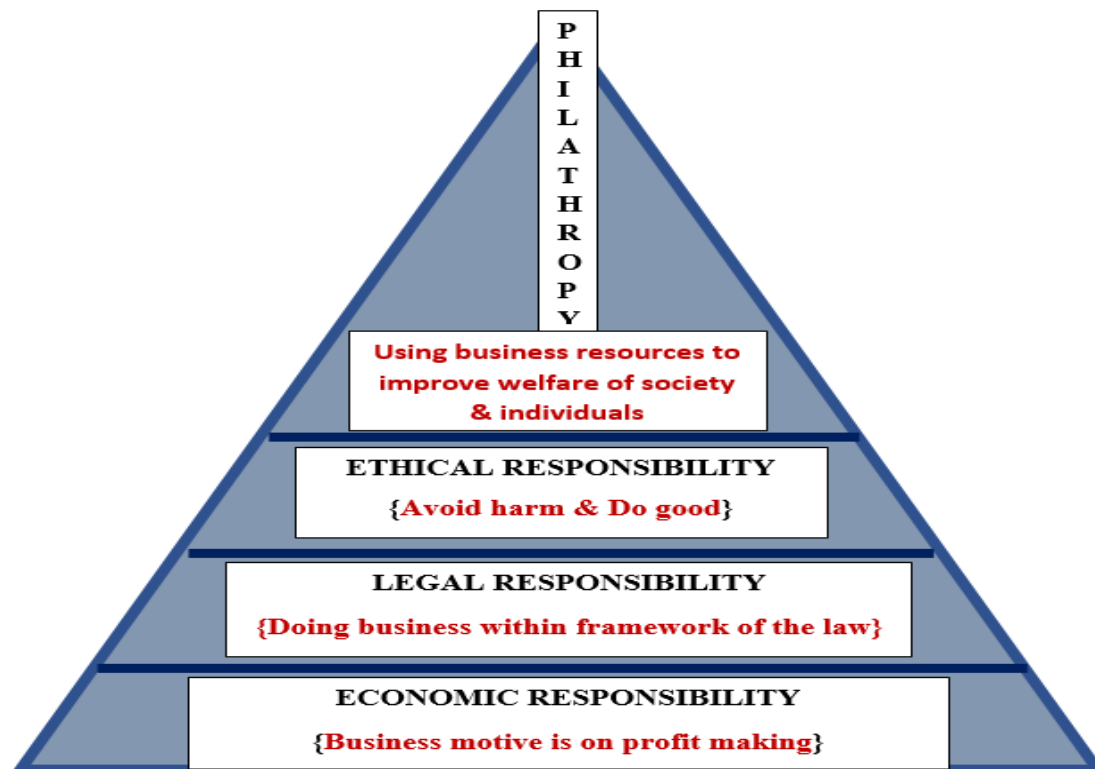 PHILATHROPY
Using business resources to
improve welfare of society
& individuals
ETHICAL RESPONSIBILITY
{Avoid harm & Do good}
LEGAL RESPONSIBILITY
{Doing business within framework of the law}
ECONOMIC RESPONSIBILITY
{Business motive is on profit making}